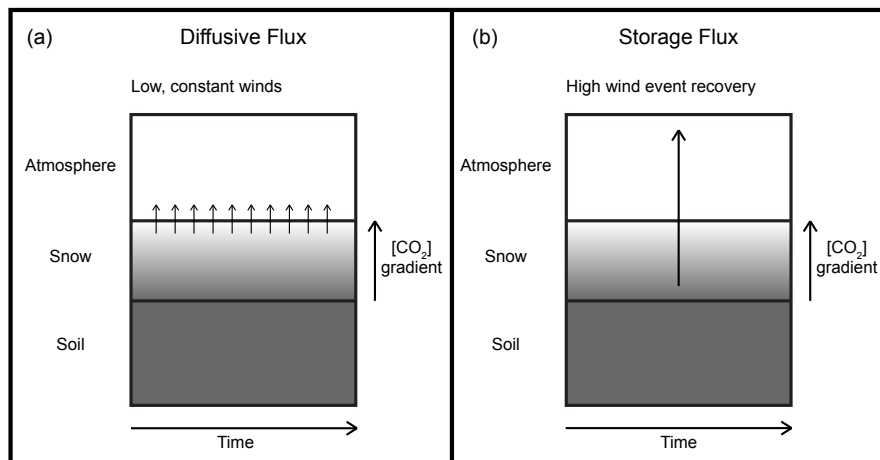 (a) Diffusive Flux
Low, constant winds
Atmosphere
Snow
[CO₂]
gradient
Soil
Time
(b) Storage Flux
High wind event recovery
Atmosphere
Snow
[CO₂]
gradient
Soil
Time